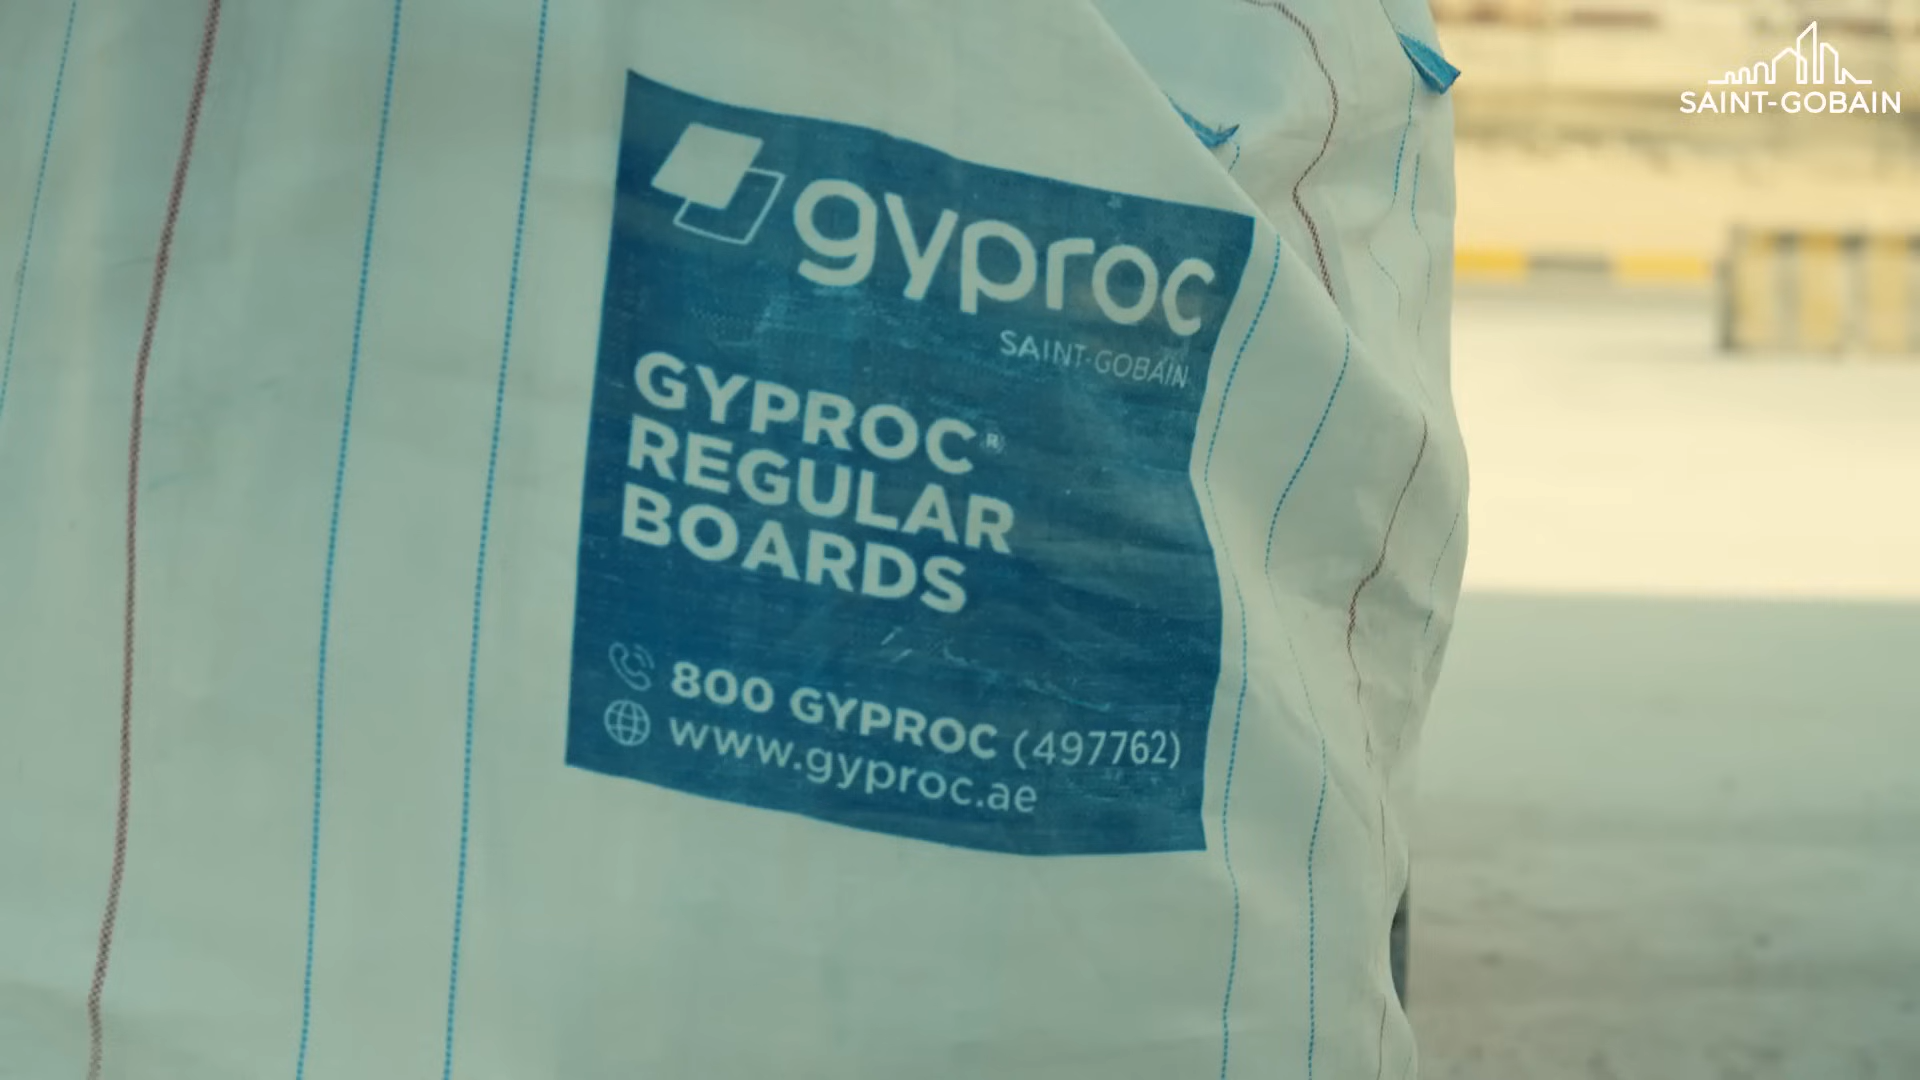 SAINT-GOBAIN
gyproc
SAINT-GOBAIN
GYPROC®
REGULAR
BOARDS
800 GYPROC (497762)
www.gyproc.ae